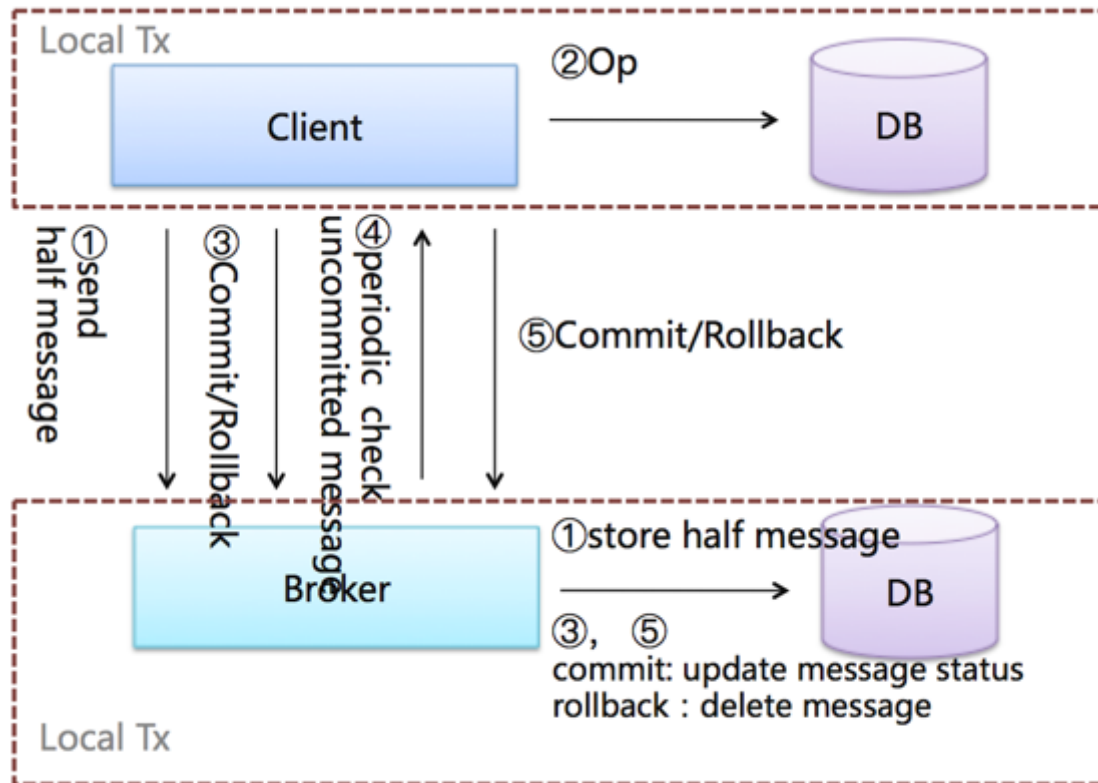 Local Tx
Client
②Op
DB
①send
half message
③Commit/Rollback
④periodic check
uncommitted message
⑤Commit/Rollback
Broker
①store half message
DB
③, ⑤
commit: update message status
rollback : delete message
Local Tx